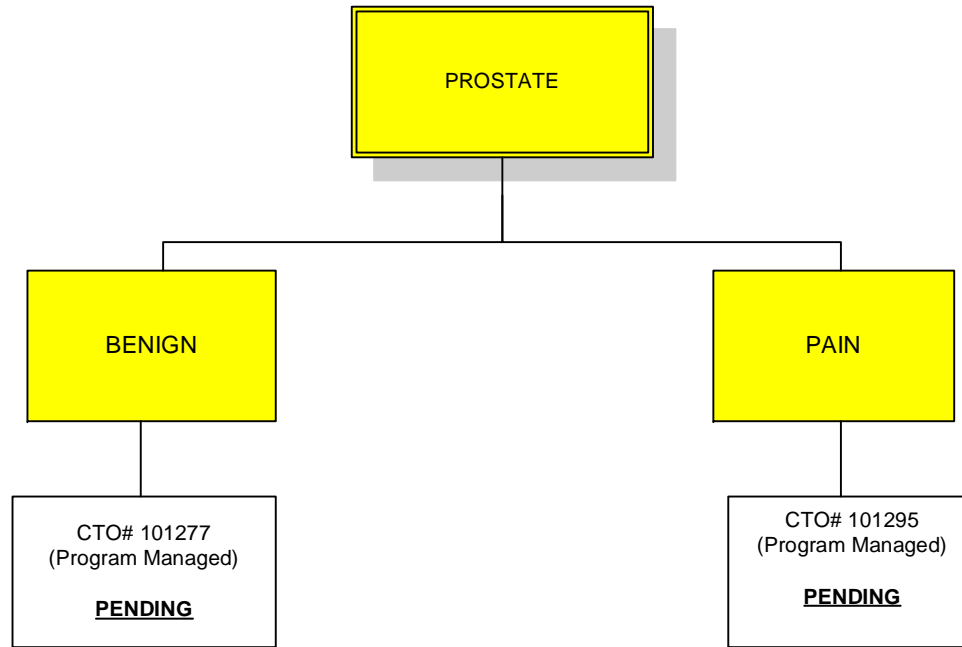 PROSTATE
BENIGN
PAIN
CTO# 101277
(Program Managed)
PENDING
CTO# 101295
(Program Managed)
PENDING